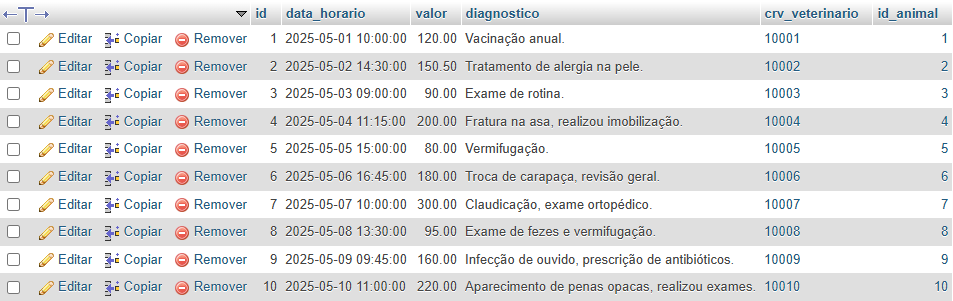 id data_horario valor diagnostico crv_veterinario id_animal
Editar Copiar Remover 1 2025-05-01 10:00:00 120.00 Vacinação anual. 10001 1
Editar Copiar Remover 2 2025-05-02 14:30:00 150.50 Tratamento de alergia na pele. 10002 2
Editar Copiar Remover 3 2025-05-03 09:00:00 90.00 Exame de rotina. 10003 3
Editar Copiar Remover 4 2025-05-04 11:15:00 200.00 Fratura na asa, realizou imobilização. 10004 4
Editar Copiar Remover 5 2025-05-05 15:00:00 80.00 Vermifugação. 10005 5
Editar Copiar Remover 6 2025-05-06 16:45:00 180.00 Troca de carapaça, revisão geral. 10006 6
Editar Copiar Remover 7 2025-05-07 10:00:00 300.00 Claudicação, exame ortopédico. 10007 7
Editar Copiar Remover 8 2025-05-08 13:30:00 95.00 Exame de fezes e vermifugação. 10008 8
Editar Copiar Remover 9 2025-05-09 09:45:00 160.00 Infecção de ouvido, prescrição de antibióticos. 10009 9
Editar Copiar Remover 10 2025-05-10 11:00:00 220.00 Aparecimento de penas opacas, realizou exames. 10010 10